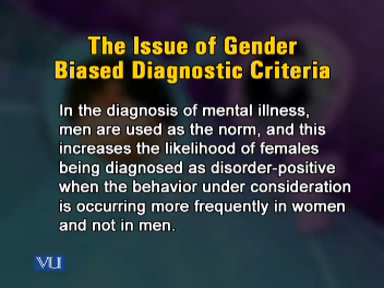 The Issue of Gender
Biased Diagnostic Criteria
In the diagnosis of mental illness,
men are used as the norm, and this
increases the likelihood of females
being diagnosed as disorder-positive
when the behavior under consideration
is occurring more frequently in women
and not in men.
VU